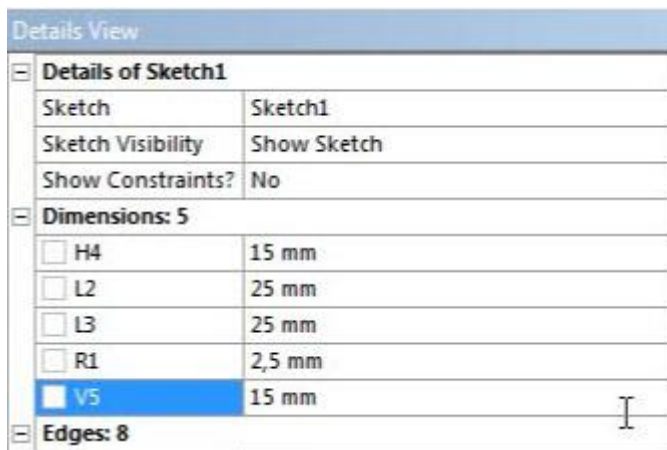 Details View
Details of Sketch1
Sketch Sketch1
Sketch Visibility Show Sketch
Show Constraints? No
Dimensions: 5
H4 15 mm
L2 25 mm
L3 25 mm
R1 2,5 mm
V5 15 mm
Edges: 8